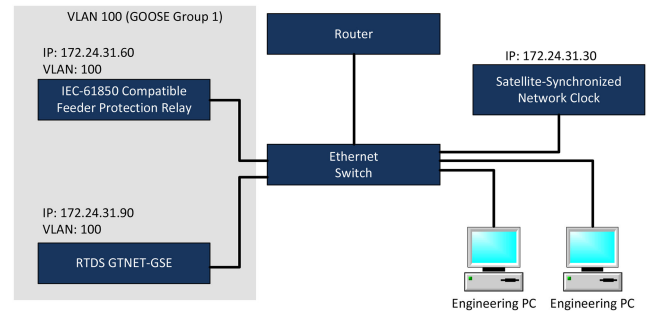 VLAN 100 (GOOSE Group 1)
IP: 172.24.31.60
VLAN: 100
IEC-61850 Compatible
Feeder Protection Relay
IP: 172.24.31.90
VLAN: 100
RTDS GTNET-GSE
Router
Ethernet
Switch
IP: 172.24.31.30
Satellite-Synchronized
Network Clock
Engineering PC
Engineering PC